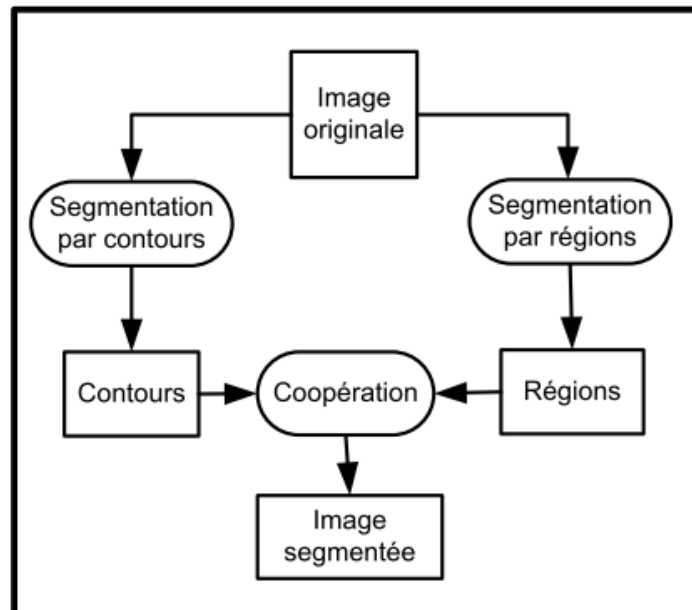 Image
originale
Segmentation
par contours
Segmentation
par régions
Contours
Coopération
Régions
Image
segmentée